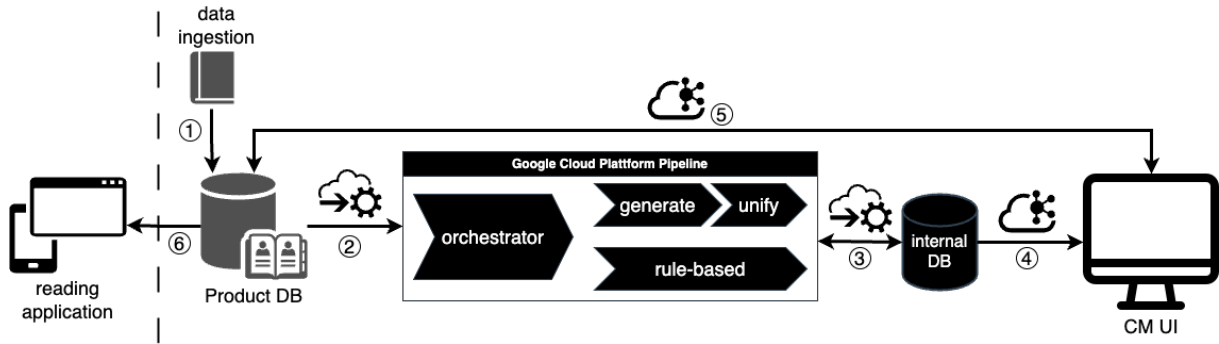 data
ingestion
①
⑤
Google Cloud Plattform Pipeline
generate
unify
orchestrator
⑥
②
③
internal
DB
④
rule-based
reading
application
Product DB
CM UI